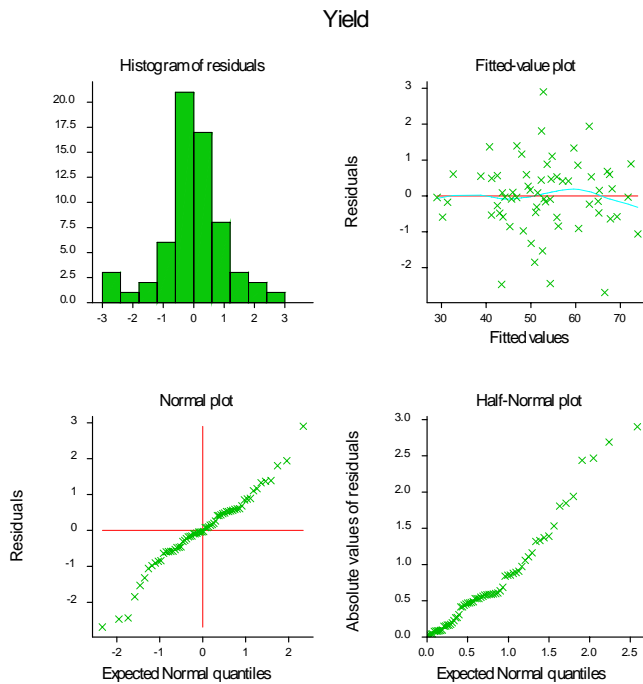 Yield
Histogram of residuals
20.0
17.5
15.0
12.5
10.0
7.5
5.0
2.5
0.0
-3 -2 -1 0 1 2 3
Fitted-value plot
Residuals
3
2
1
0
-1
-2
30 40 50 60 70
Fitted values
Normal plot
Residuals
3
2
1
0
-1
-2
-2 -1 0 1 2
Expected Normal quantiles
Half-Normal plot
Absolute values of residuals
3.0
2.5
2.0
1.5
1.0
0.5
0.0
0.0 0.5 1.0 1.5 2.0 2.5
Expected Normal quantiles